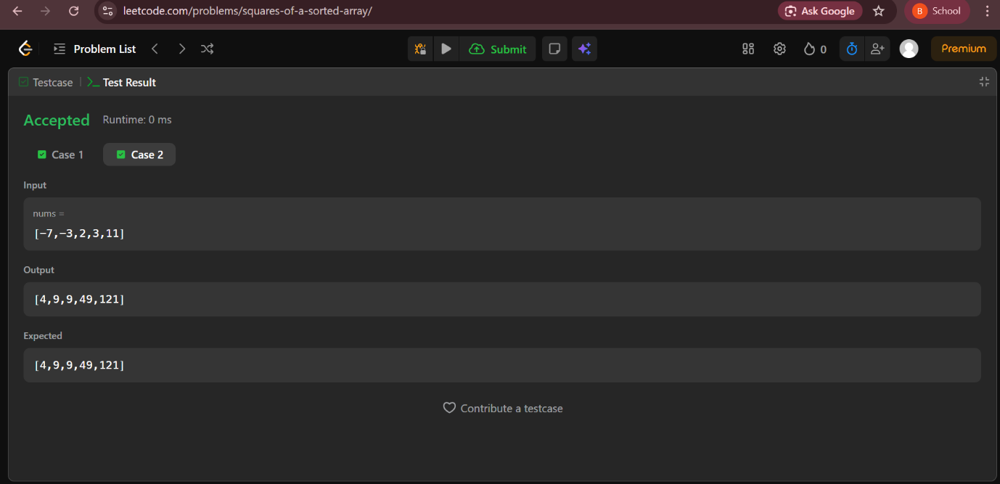 leetcode.com/problems/squares-of-a-sorted-array/
Ask Google
B School
Problem List
Submit
0
Premium
Testcase
Test Result
Accepted Runtime: 0 ms
Case 1
Case 2
Input
nums =
[-7,-3,2,3,11]
Output
[4,9,9,49,121]
Expected
[4,9,9,49,121]
Contribute a testcase